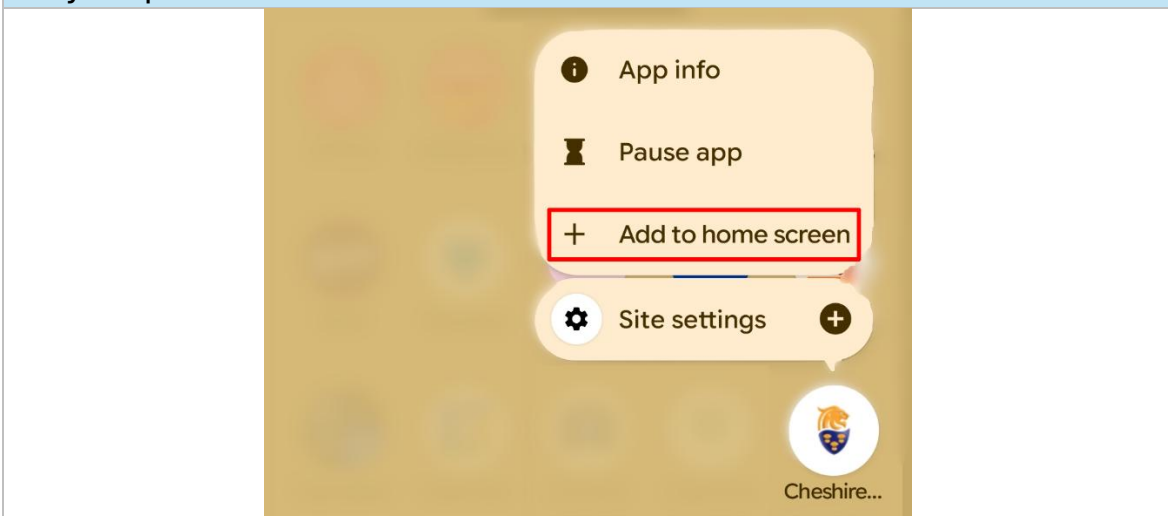 App info
Pause app
Add to home screen
Site settings
Cheshire...